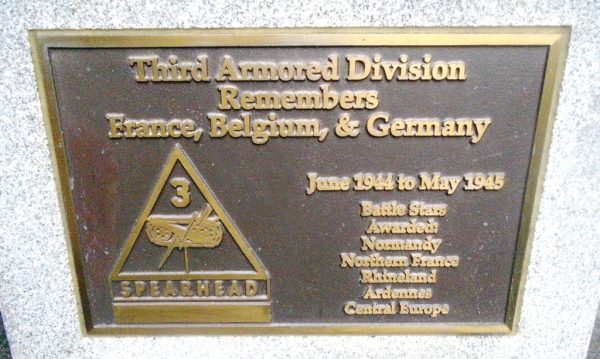 Third Armored Division
Remembers
France, Belgium, & Germany
3
SPEARHEAD
June 1944 to May 1945
Battle Stars
Awarded:
Normandy
Northern France
Rhineland
Ardennes
Central Europe